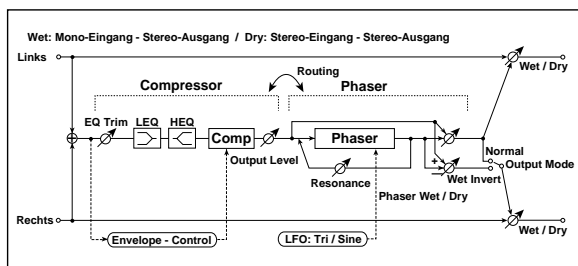 Wet: Mono-Eingang - Stereo-Ausgang / Dry: Stereo-Eingang - Stereo-Ausgang
Links
Wet / Dry
Routing
Compressor
Phaser
EQ Trim
LEQ
HEQ
Comp
Phaser
Output Level
Resonance
Normal
Output Mode
+
Wet Invert
Phaser Wet / Dry
Rechts
Envelope - Control
LFO: Tri / Sine
Wet / Dry